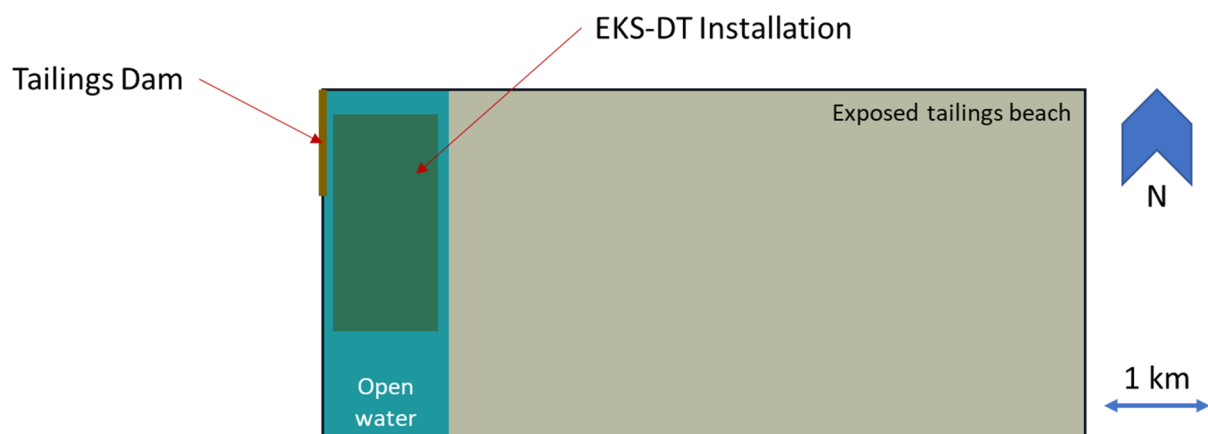 EKS-DT Installation
Tailings Dam
Exposed tailings beach
N
1 km
Open
water